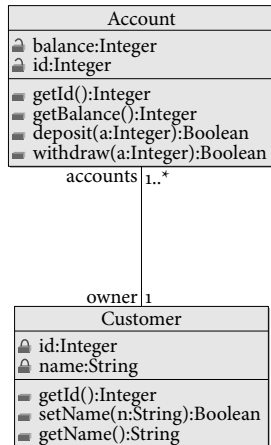 Account
balance:Integer
id:Integer
getId():Integer
getBalance():Integer
deposit(a:Integer):Boolean
withdraw(a:Integer):Boolean
accounts 1..*
owner 1
Customer
id:Integer
name:String
getId():Integer
setName(n:String):Boolean
getName():String